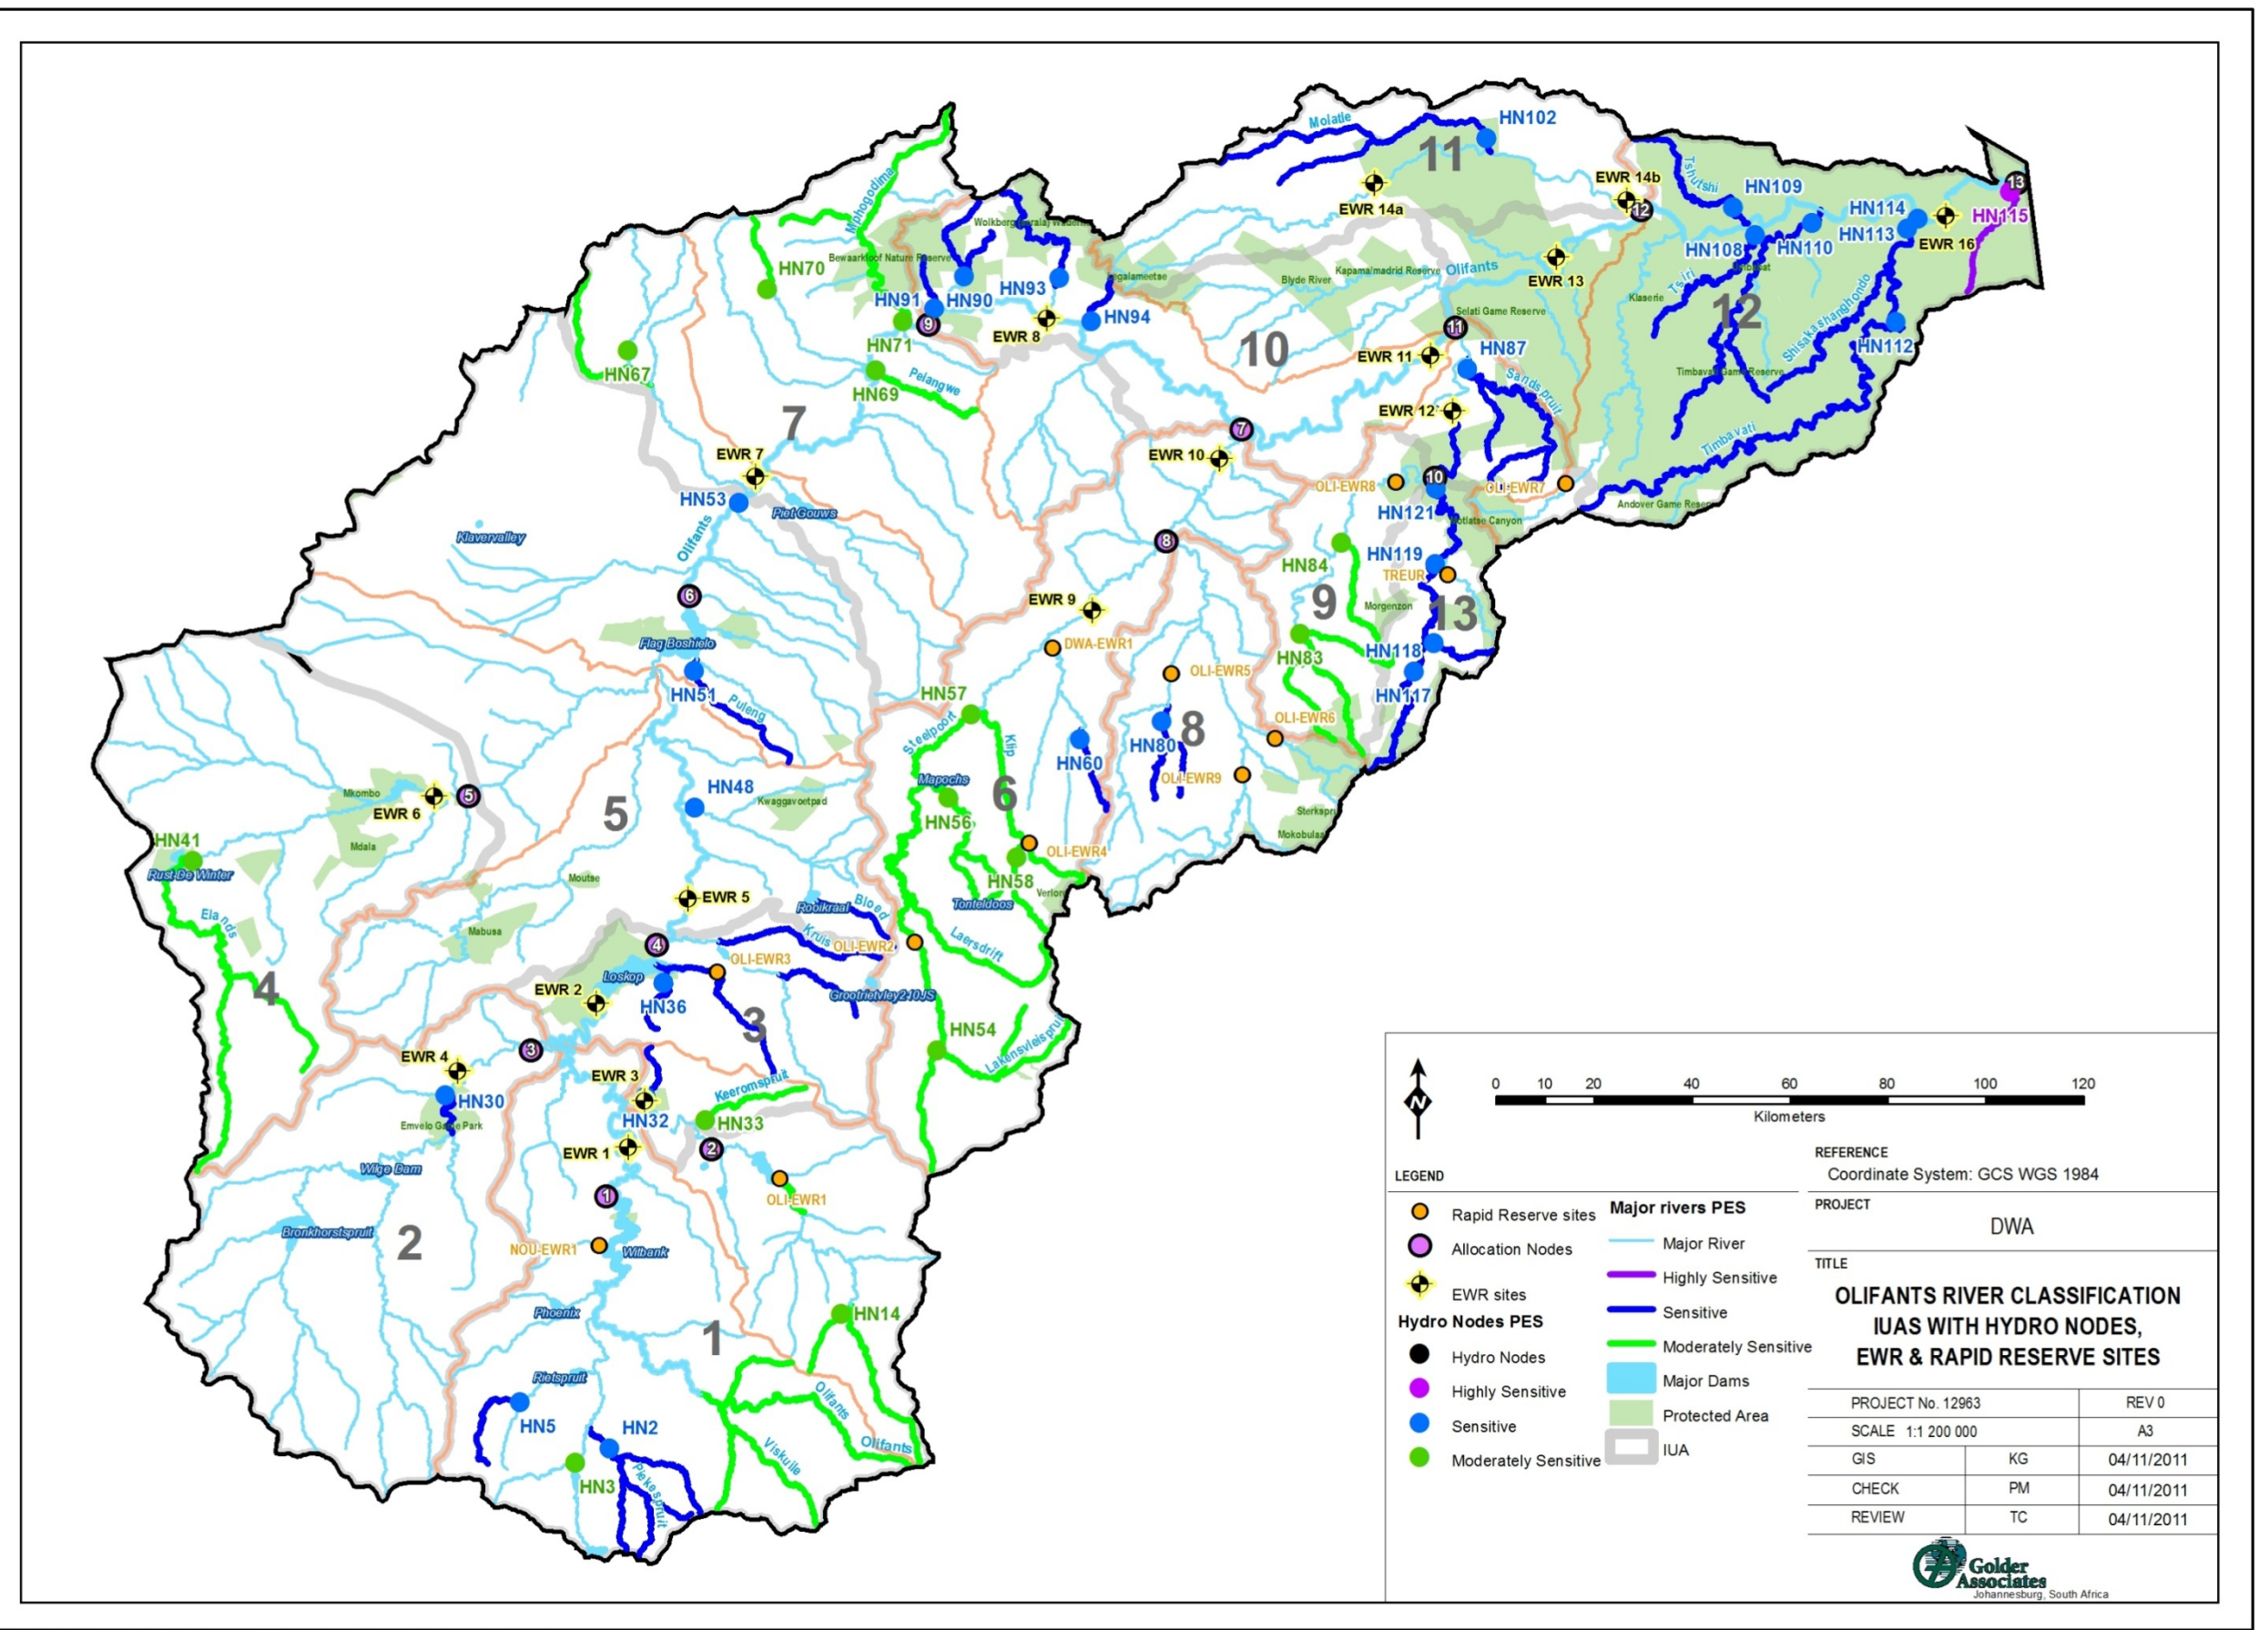 Molatle
HN102
11
EWR 14a
EWR 14b
12
Tshutshi
HN109
HN114
HN113
EWR 16
13
HN115
HN108
HN110
Mphogodima
HN70
Bewaarkloof Nature Reserve
HN91
HN90
HN93
9
EWR 8
HN94
HN71
HN69
Pelangwe
HN67
7
EWR 7
HN53
Piet Gouws
Olifants
Klavervalley
6
Flag Boshielo
HN51
Puleng
Blyde River
Kapama/madrid Reserve
Olifants
EWR 13
Selati Game Reserve
10
11
EWR 11
HN87
Sandspruit
EWR 12
7
EWR 10
OLI-EWR8
10
OLI-EWR7
HN121
Klaserie
Tsiri
12
Shisakashanghondo
HN112
Timbavati Game Reserve
Timbavati
Andover Game Reserve
8
HN84
HN119
TREUR
9
Morgenzon
13
HN83
HN118
HN117
EWR 9
DWA-EWR1
OLI-EWR5
OLI-EWR6
HN57
Steelpoort
Klip
HN60
HN80
8
OLI-EWR9
Mapochs
6
HN56
OLI-EWR4
HN58
Tonteldoos
Laersdrift
Mokobulaan
HN48
5
Kwaggavoetpad
Mkombo
EWR 6
5
Mdala
HN41
Rust De Winter
Elands
4
Moutse
Mabusa
EWR 5
Rooikraal
Bloed
Kruis
OLI-EWR2
4
OLI-EWR3
Loskop
EWR 2
HN36
Grootrietvley210JS
3
HN54
Lakensvleispruit
3
EWR 4
HN30
Emvelo Game Park
EWR 3
HN32
Keeromspruit
HN33
2
EWR 1
1
OLI-EWR1
NOU-EWR1
Witbank
Wilge Dam
Bronkhorstspruit
2
Phoenix
1
HN14
Rietspruit
HN5
HN2
HN3
Piekespruit
Viskuile
Olifants
Olifants
N
0 10 20 40 60 80 100 120
Kilometers
LEGEND
Rapid Reserve sites
Allocation Nodes
EWR sites
Hydro Nodes PES
Hydro Nodes
Highly Sensitive
Sensitive
Moderately Sensitive
Major rivers PES
Major River
Highly Sensitive
Sensitive
Moderately Sensitive
Major Dams
Protected Area
IUA
REFERENCE
Coordinate System: GCS WGS 1984
PROJECT
DWA
TITLE
OLIFANTS RIVER CLASSIFICATION
IUAS WITH HYDRO NODES,
EWR & RAPID RESERVE SITES
PROJECT No. 12963 REV 0
SCALE 1:1 200 000 A3
GIS KG 04/11/2011
CHECK PM 04/11/2011
REVIEW TC 04/11/2011
Golder
Associates
Johannesburg, South Africa